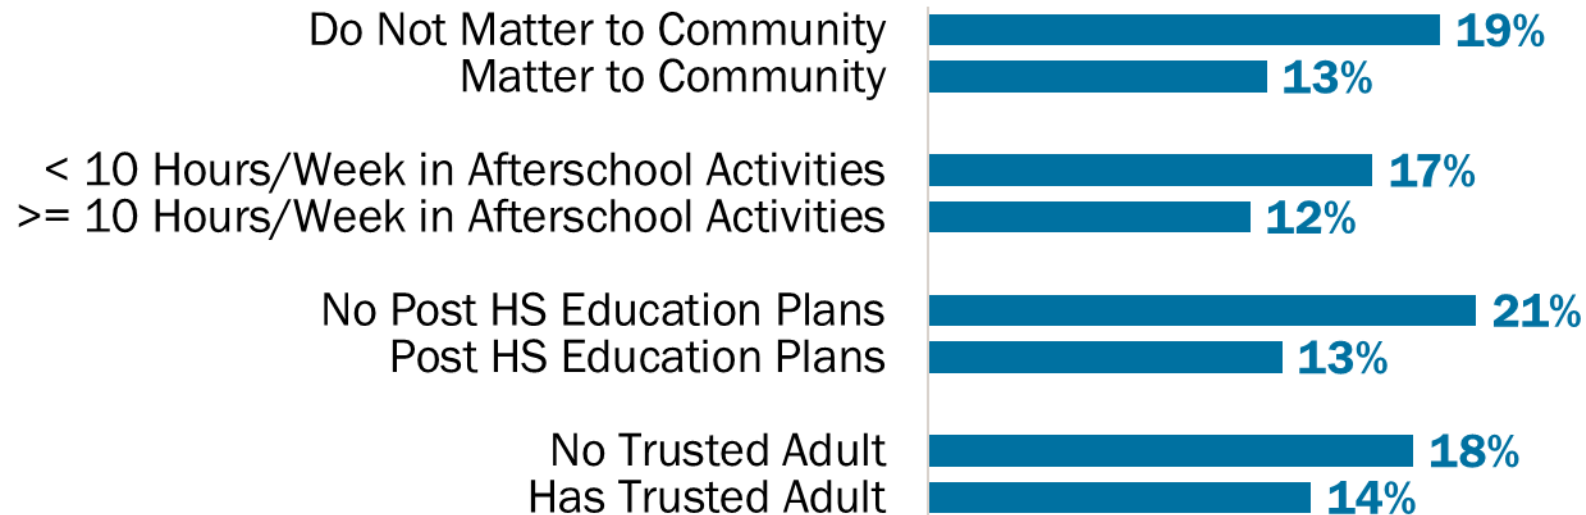 Do Not Matter to Community 19%
Matter to Community 13%
< 10 Hours/Week in Afterschool Activities 17%
>= 10 Hours/Week in Afterschool Activities 12%
No Post HS Education Plans 21%
Post HS Education Plans 13%
No Trusted Adult 18%
Has Trusted Adult 14%